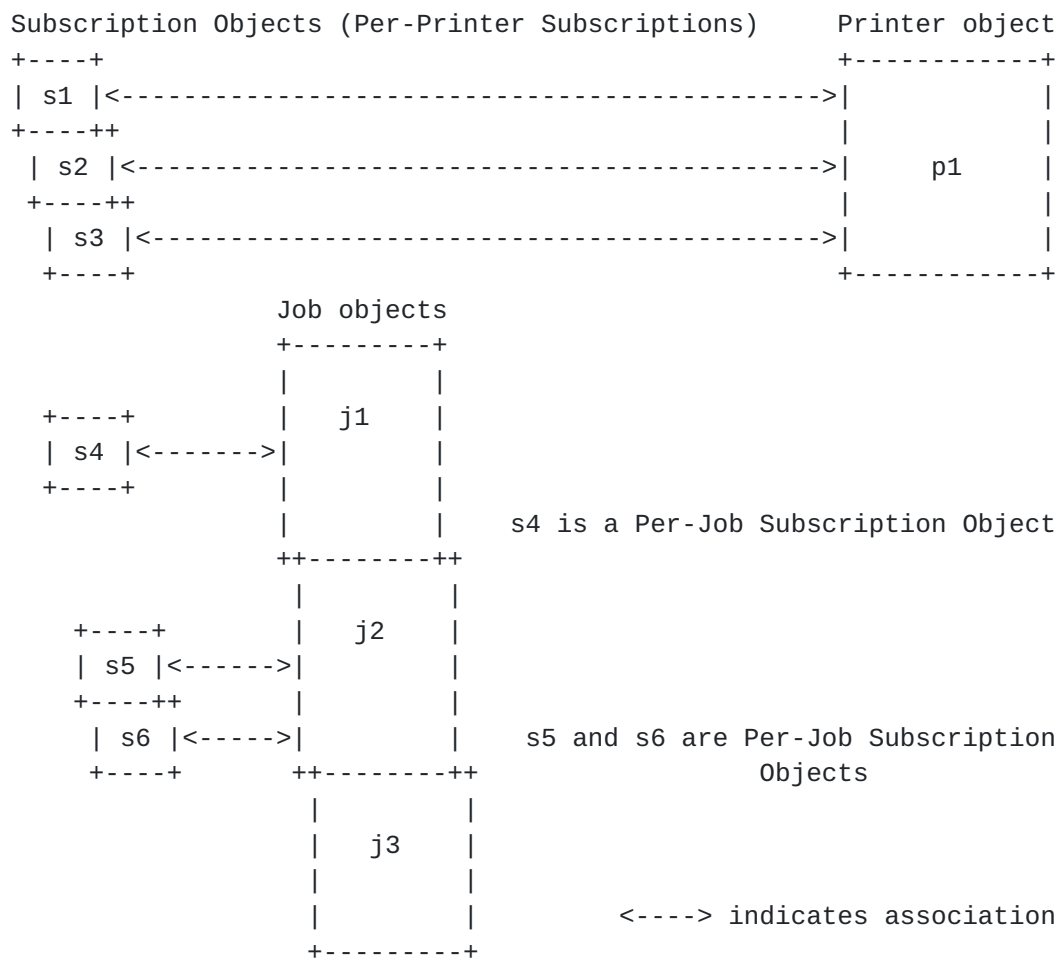 Subscription Objects (Per-Printer Subscriptions)     Printer object
+----+                                               +------------+
| s1 |<--------------------------------------------->|            |
+----++                                              |            |
 | s2 |<-------------------------------------------->|     p1     |
 +----++                                             |            |
  | s3 |<------------------------------------------->|            |
  +----+                                             +------------+
                 Job objects
                 +---------+
                 |         |
  +----+         |   j1    |
  | s4 |<------->|         |
  +----+         |         |
                 |         |    s4 is a Per-Job Subscription Object
                 ++--------++
                  |         |
    +----+        |   j2    |
    | s5 |<------>|         |
    +----++       |         |
     | s6 |<----->|         |    s5 and s6 are Per-Job Subscription
     +----+       ++--------++                  Objects
                   |         |
                   |   j3    |
                   |         |
                   |         |         <----> indicates association
                   +---------+